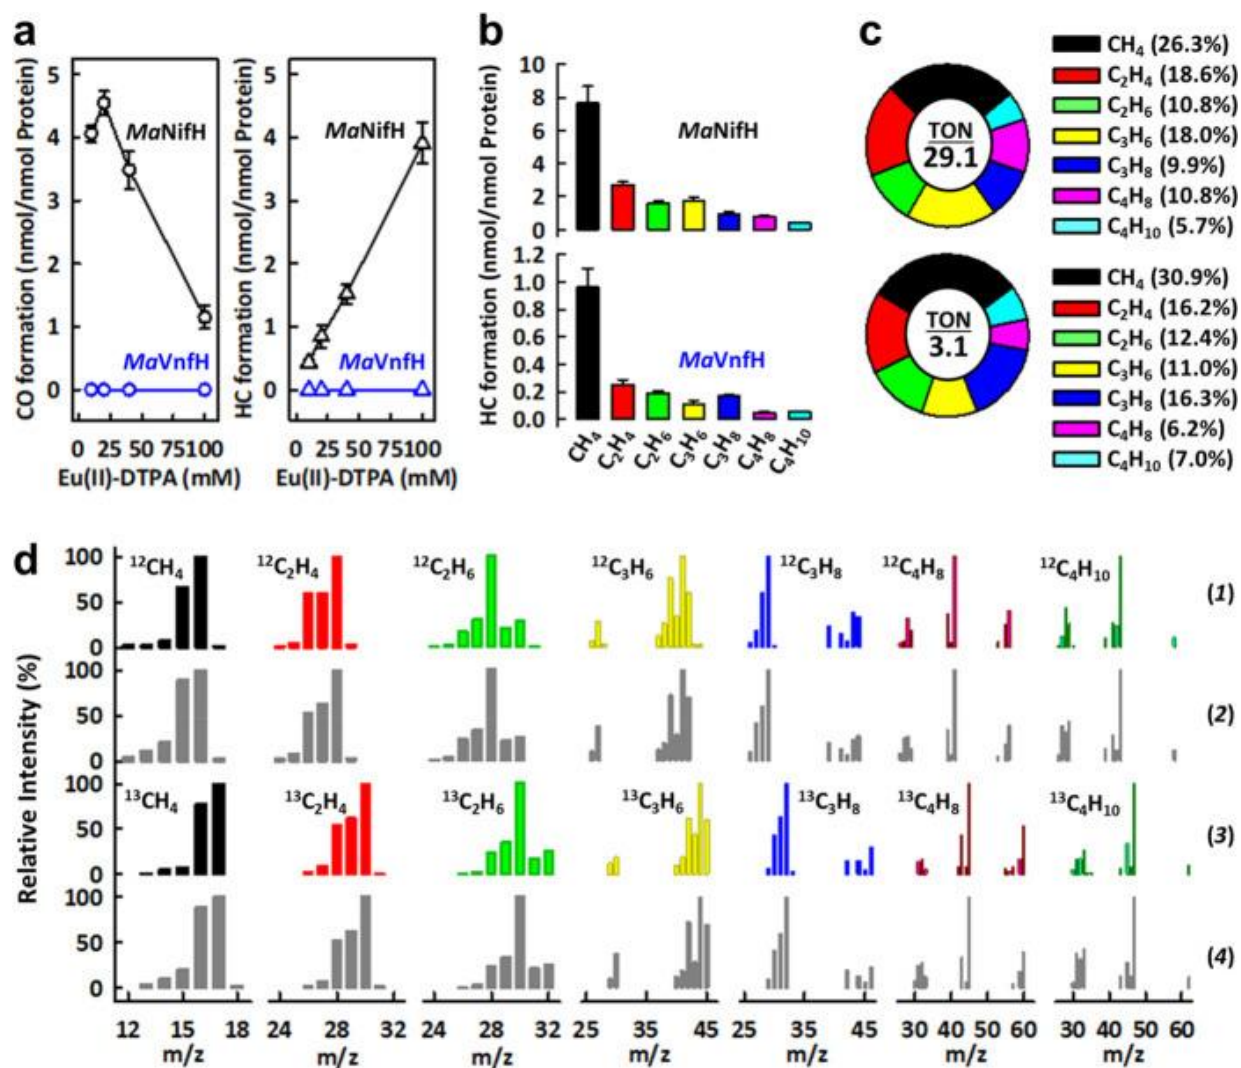 a
CO formation (nmol/nmol Protein)
5
4
3
2
1
0
MaNifH
MaVnfH
0 25 50 75100
Eu(II)-DTPA (mM)
HC formation (nmol/nmol Protein)
5
4
3
2
1
0
MaNifH
MaVnfH
0 25 50 75100
Eu(II)-DTPA (mM)
b
HC formation (nmol/nmol Protein)
10
8
6
4
2
0
MaNifH
1.2
1.0
0.8
0.6
0.4
0.2
0.0
MaVnfH
CH₄ C₂H₄ C₂H₆ C₃H₆ C₃H₈ C₄H₈ C₄H₁₀
c
TON
29.1
CH₄ (26.3%)
C₂H₄ (18.6%)
C₂H₆ (10.8%)
C₃H₆ (18.0%)
C₃H₈ (9.9%)
C₄H₈ (10.8%)
C₄H₁₀ (5.7%)
TON
3.1
CH₄ (30.9%)
C₂H₄ (16.2%)
C₂H₆ (12.4%)
C₃H₆ (11.0%)
C₃H₈ (16.3%)
C₄H₈ (6.2%)
C₄H₁₀ (7.0%)
d
Relative Intensity (%)
100
50
0
¹²CH₄ ¹²C₂H₄ ¹²C₂H₆ ¹²C₃H₆ ¹²C₃H₈ ¹²C₄H₈ ¹²C₄H₁₀
(1)
100
50
0
(2)
100
50
0
¹³CH₄ ¹³C₂H₄ ¹³C₂H₆ ¹³C₃H₆ ¹³C₃H₈ ¹³C₄H₈ ¹³C₄H₁₀
(3)
100
50
0
(4)
12 15 18 24 28 32 24 28 32 25 35 45 25 35 45 30 40 50 60 30 40 50 60
m/z m/z m/z m/z m/z m/z m/z